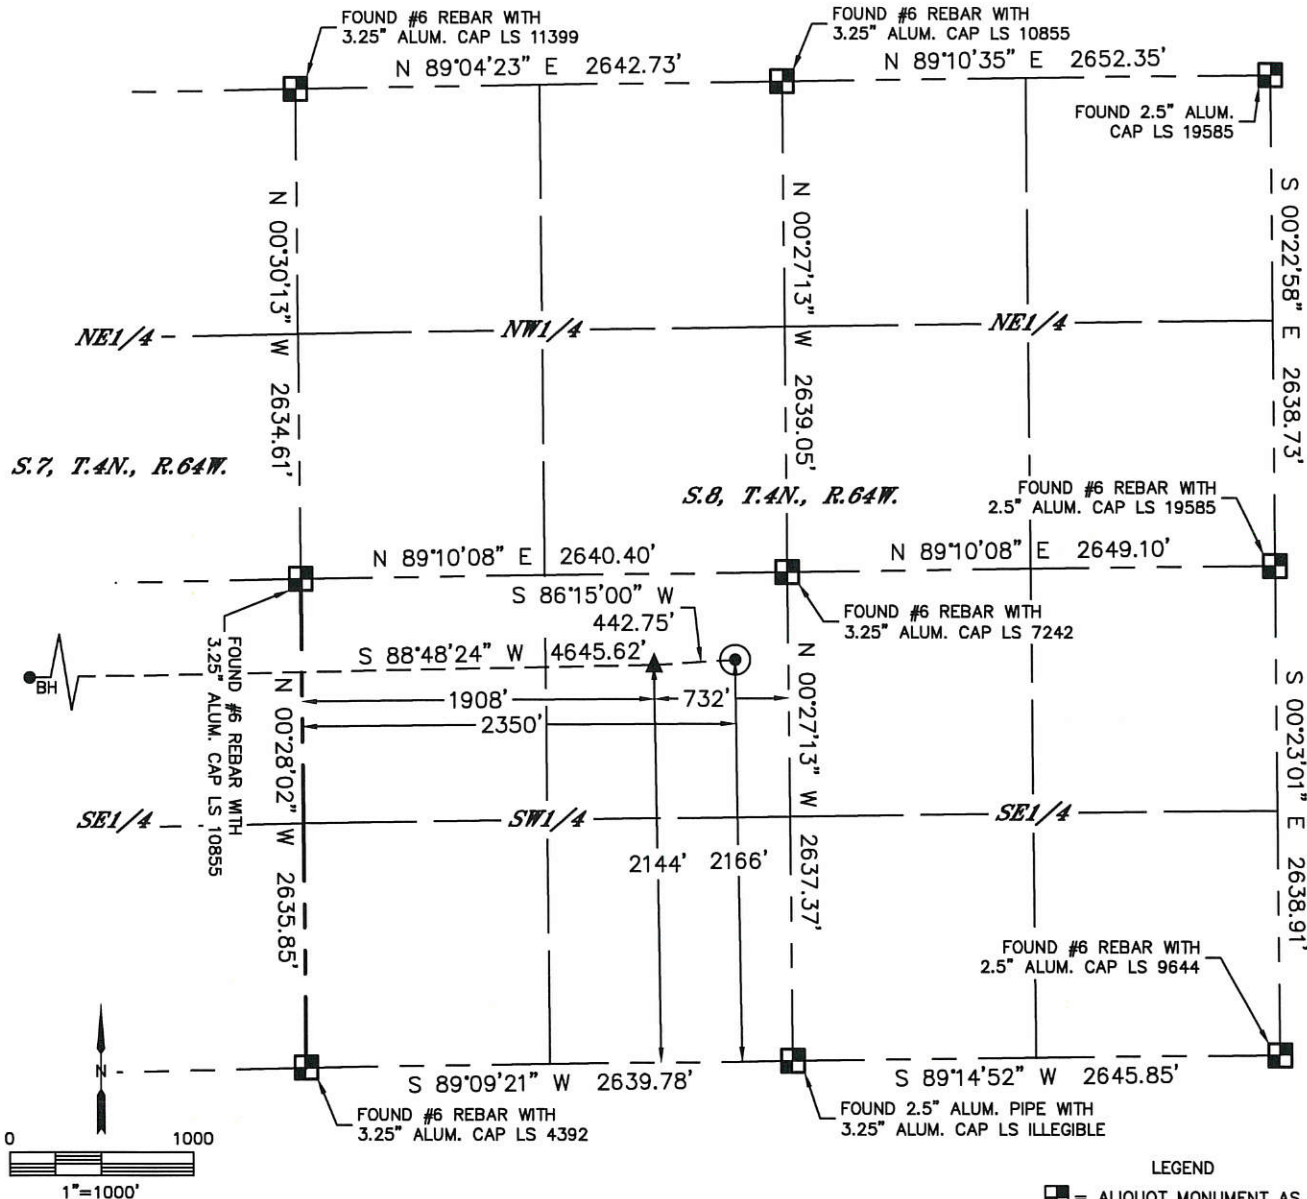 FOUND #6 REBAR WITH
3.25" ALUM. CAP LS 11399
FOUND #6 REBAR WITH
3.25" ALUM. CAP LS 10855
N 89°04'23" E 2642.73'
N 89°10'35" E 2652.35'
FOUND 2.5" ALUM.
CAP LS 19585
N 00°30'13" W 2634.61'
N 00°27'13" W 2639.05'
S 00°22'58" E 2638.73'
NE1/4
NW1/4
NE1/4
S.7, T.4N., R.64W.
S.8, T.4N., R.64W.
FOUND #6 REBAR WITH
2.5" ALUM. CAP LS 19585
N 89°10'08" E 2640.40'
N 89°10'08" E 2649.10'
S 86°15'00" W
442.75'
FOUND #6 REBAR WITH
3.25" ALUM. CAP LS 7242
FOUND #6 REBAR WITH
3.25" ALUM. CAP LS 10855
BH
S 88°48'24" W 4645.62'
1908'
732'
2350'
N 00°28'02" W 2635.85'
N 00°27'13" W 2637.37'
S 00°23'01" E 2638.91'
SE1/4
SW1/4
SE1/4
2144'
2166'
FOUND #6 REBAR WITH
2.5" ALUM. CAP LS 9644
N
S 89°09'21" W 2639.78'
S 89°14'52" W 2645.85'
FOUND #6 REBAR WITH
3.25" ALUM. CAP LS 4392
FOUND 2.5" ALUM. PIPE WITH
3.25" ALUM. CAP LS ILLEGIBLE
0 1000
1"=1000'
LEGEND
= ALIQUOT MONUMENT AS